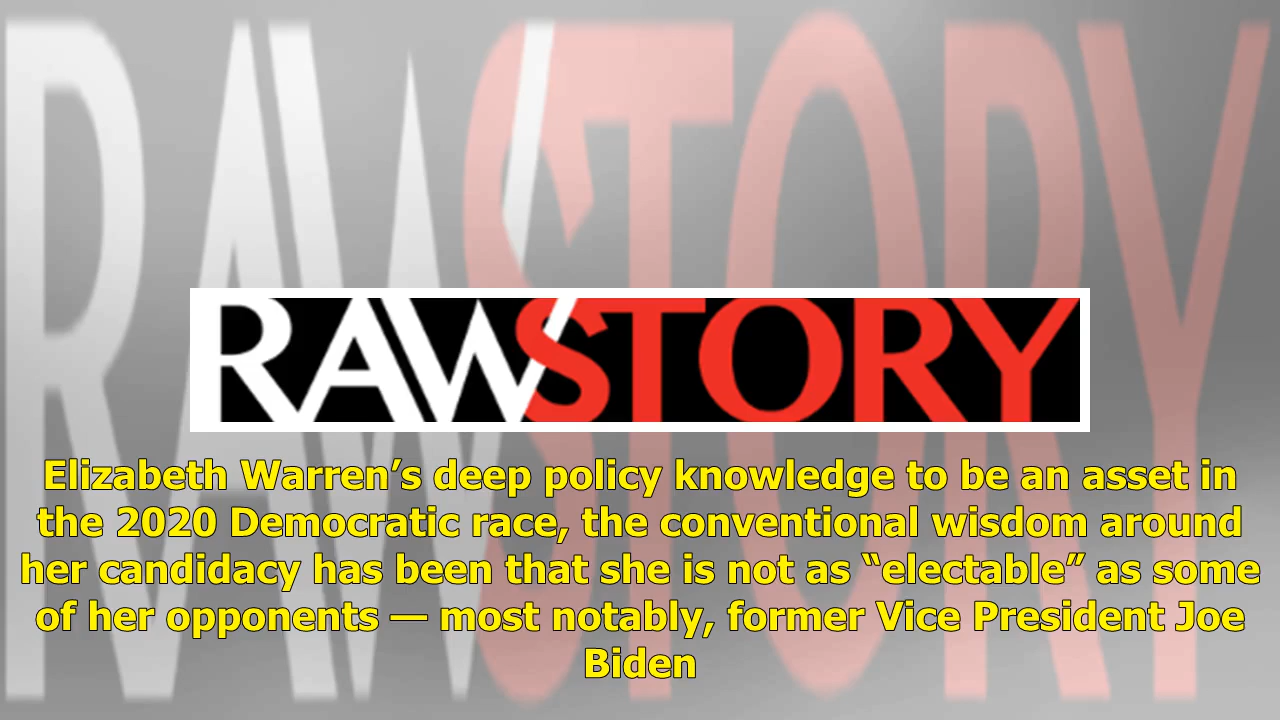 RAWSTORY
Elizabeth Warren’s deep policy knowledge to be an asset in
the 2020 Democratic race, the conventional wisdom around
her candidacy has been that she is not as “electable” as some
of her opponents — most notably, former Vice President Joe
Biden